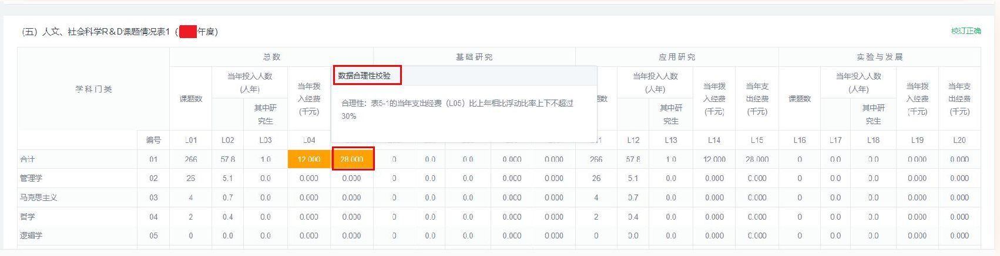 (五) 人文、社会科学R&D课题情况表1 ( 年度)
校订正确
学科门类 总数 基础研究 应用研究 实验与发展
课题数 当年投入人数(人年) 其中研究生 当年拨入经费(千元)
数据合理性校验
合理性：表5-1的当年支出经费（L05）比上年相比浮动比率上下不超过
30%
题数 当年投入人数(人年) 其中研究生 当年拨入经费(千元) 当年支出经费(千元)
课题数 当年投入人数(人年) 其中研究生 当年拨入经费(千元) 当年支出经费(千元)
编号 L01 L02 L03 L04 L12 L13 L14 L15 L16 L17 L18 L19 L20
合计 01 266 57.8 1.0 12.000 28.000 0 0.0 0.0 0.000 0.000 266 57.8 1.0 12.000 28.000 0 0.0 0.0 0.000 0.000
管理学 02 26 5.1 0.0 0.000 0.000 0 0.0 0.0 0.000 0.000 26 5.1 0.0 0.000 0.000 0 0.0 0.0 0.000 0.000
马克思主义 03 4 0.7 0.0 0.000 0.000 0 0.0 0.0 0.000 0.000 4 0.7 0.0 0.000 0.000 0 0.0 0.0 0.000 0.000
哲学 04 2 0.4 0.0 0.000 0.000 0 0.0 0.0 0.000 0.000 2 0.4 0.0 0.000 0.000 0 0.0 0.0 0.000 0.000
逻辑学 05 0 0.0 0.0 0.000 0.000 0 0.0 0.0 0.000 0.000 0 0.0 0.0 0.000 0.000 0 0.0 0.0 0.000 0.000